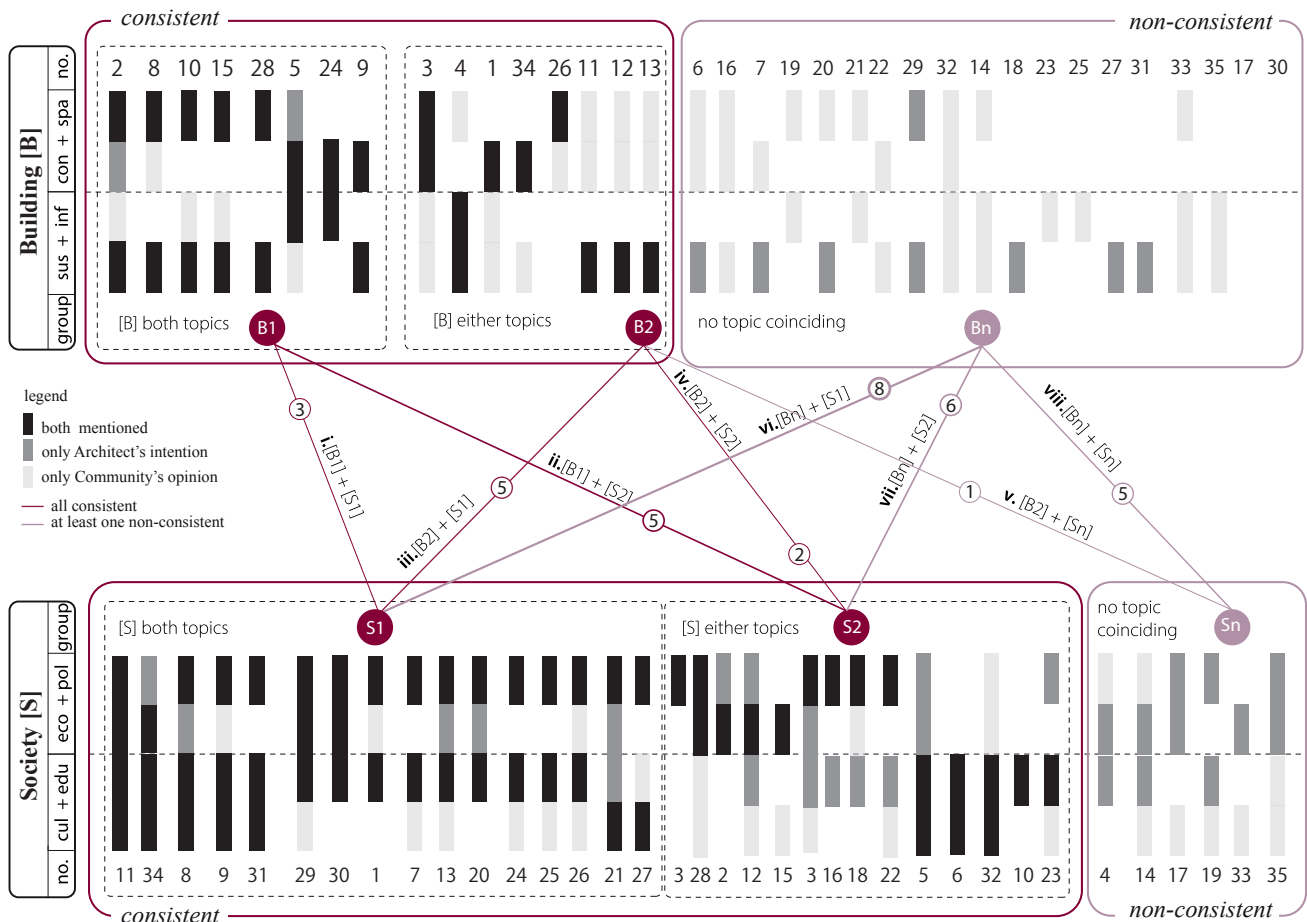 consistent
non-consistent
Building [B]
no.
con + spa
sus + inf
group
2 8 10 15 28 5 24 9
3 4 1 34 26 11 12 13
6 16 7 19 20 21 22 29 32 14 18 23 25 27 31 33 35 17 30
[B] both topics
B1
[B] either topics
B2
no topic coinciding
Bn
legend
both mentioned
only Architect's intention
only Community's opinion
all consistent
at least one non-consistent
3
i.[B1] + [S1]
ii.[B1] + [S2]
5
iii.[B2] + [S1]
5
iv.[B2] + [S2]
2
v. [B2] + [Sn]
1
vi.[Bn] + [S1]
8
vii.[Bn] + [S2]
6
viii.[Bn] + [Sn]
5
Society [S]
group
eco + pol
cul + edu
no.
[S] both topics
S1
[S] either topics
S2
no topic
coinciding
Sn
11 34 8 9 31 29 30 1 7 13 20 24 25 26 21 27
3 28 2 12 15 3 16 18 22 5 6 32 10 23
4 14 17 19 33 35
consistent
non-consistent